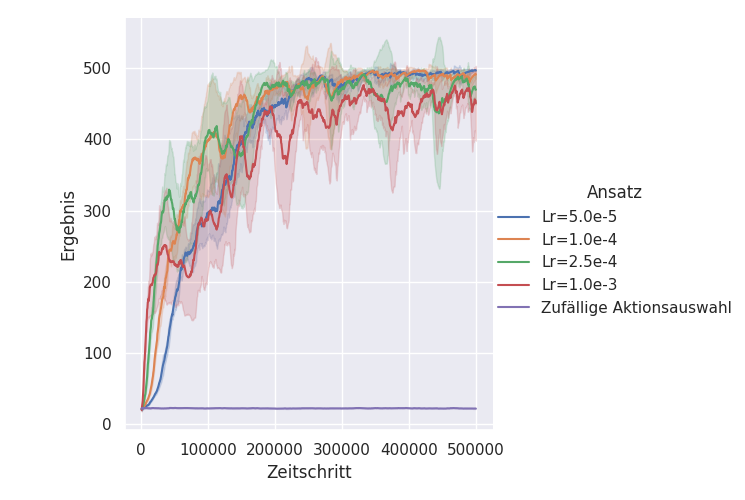 500
400
300
200
100
0
Ergebnis
0 100000 200000 300000 400000 500000
Zeitschritt
Ansatz
Lr=5.0e-5
Lr=1.0e-4
Lr=2.5e-4
Lr=1.0e-3
Zufällige Aktionsauswahl